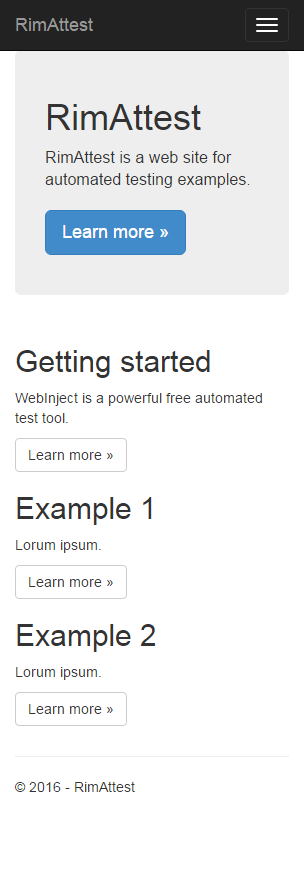 RimAttest
RimAttest
RimAttest is a web site for
automated testing examples.
Learn more »
Getting started
WebInject is a powerful free automated
test tool.
Learn more »
Example 1
Lorum ipsum.
Learn more »
Example 2
Lorum ipsum.
Learn more »
© 2016 - RimAttest